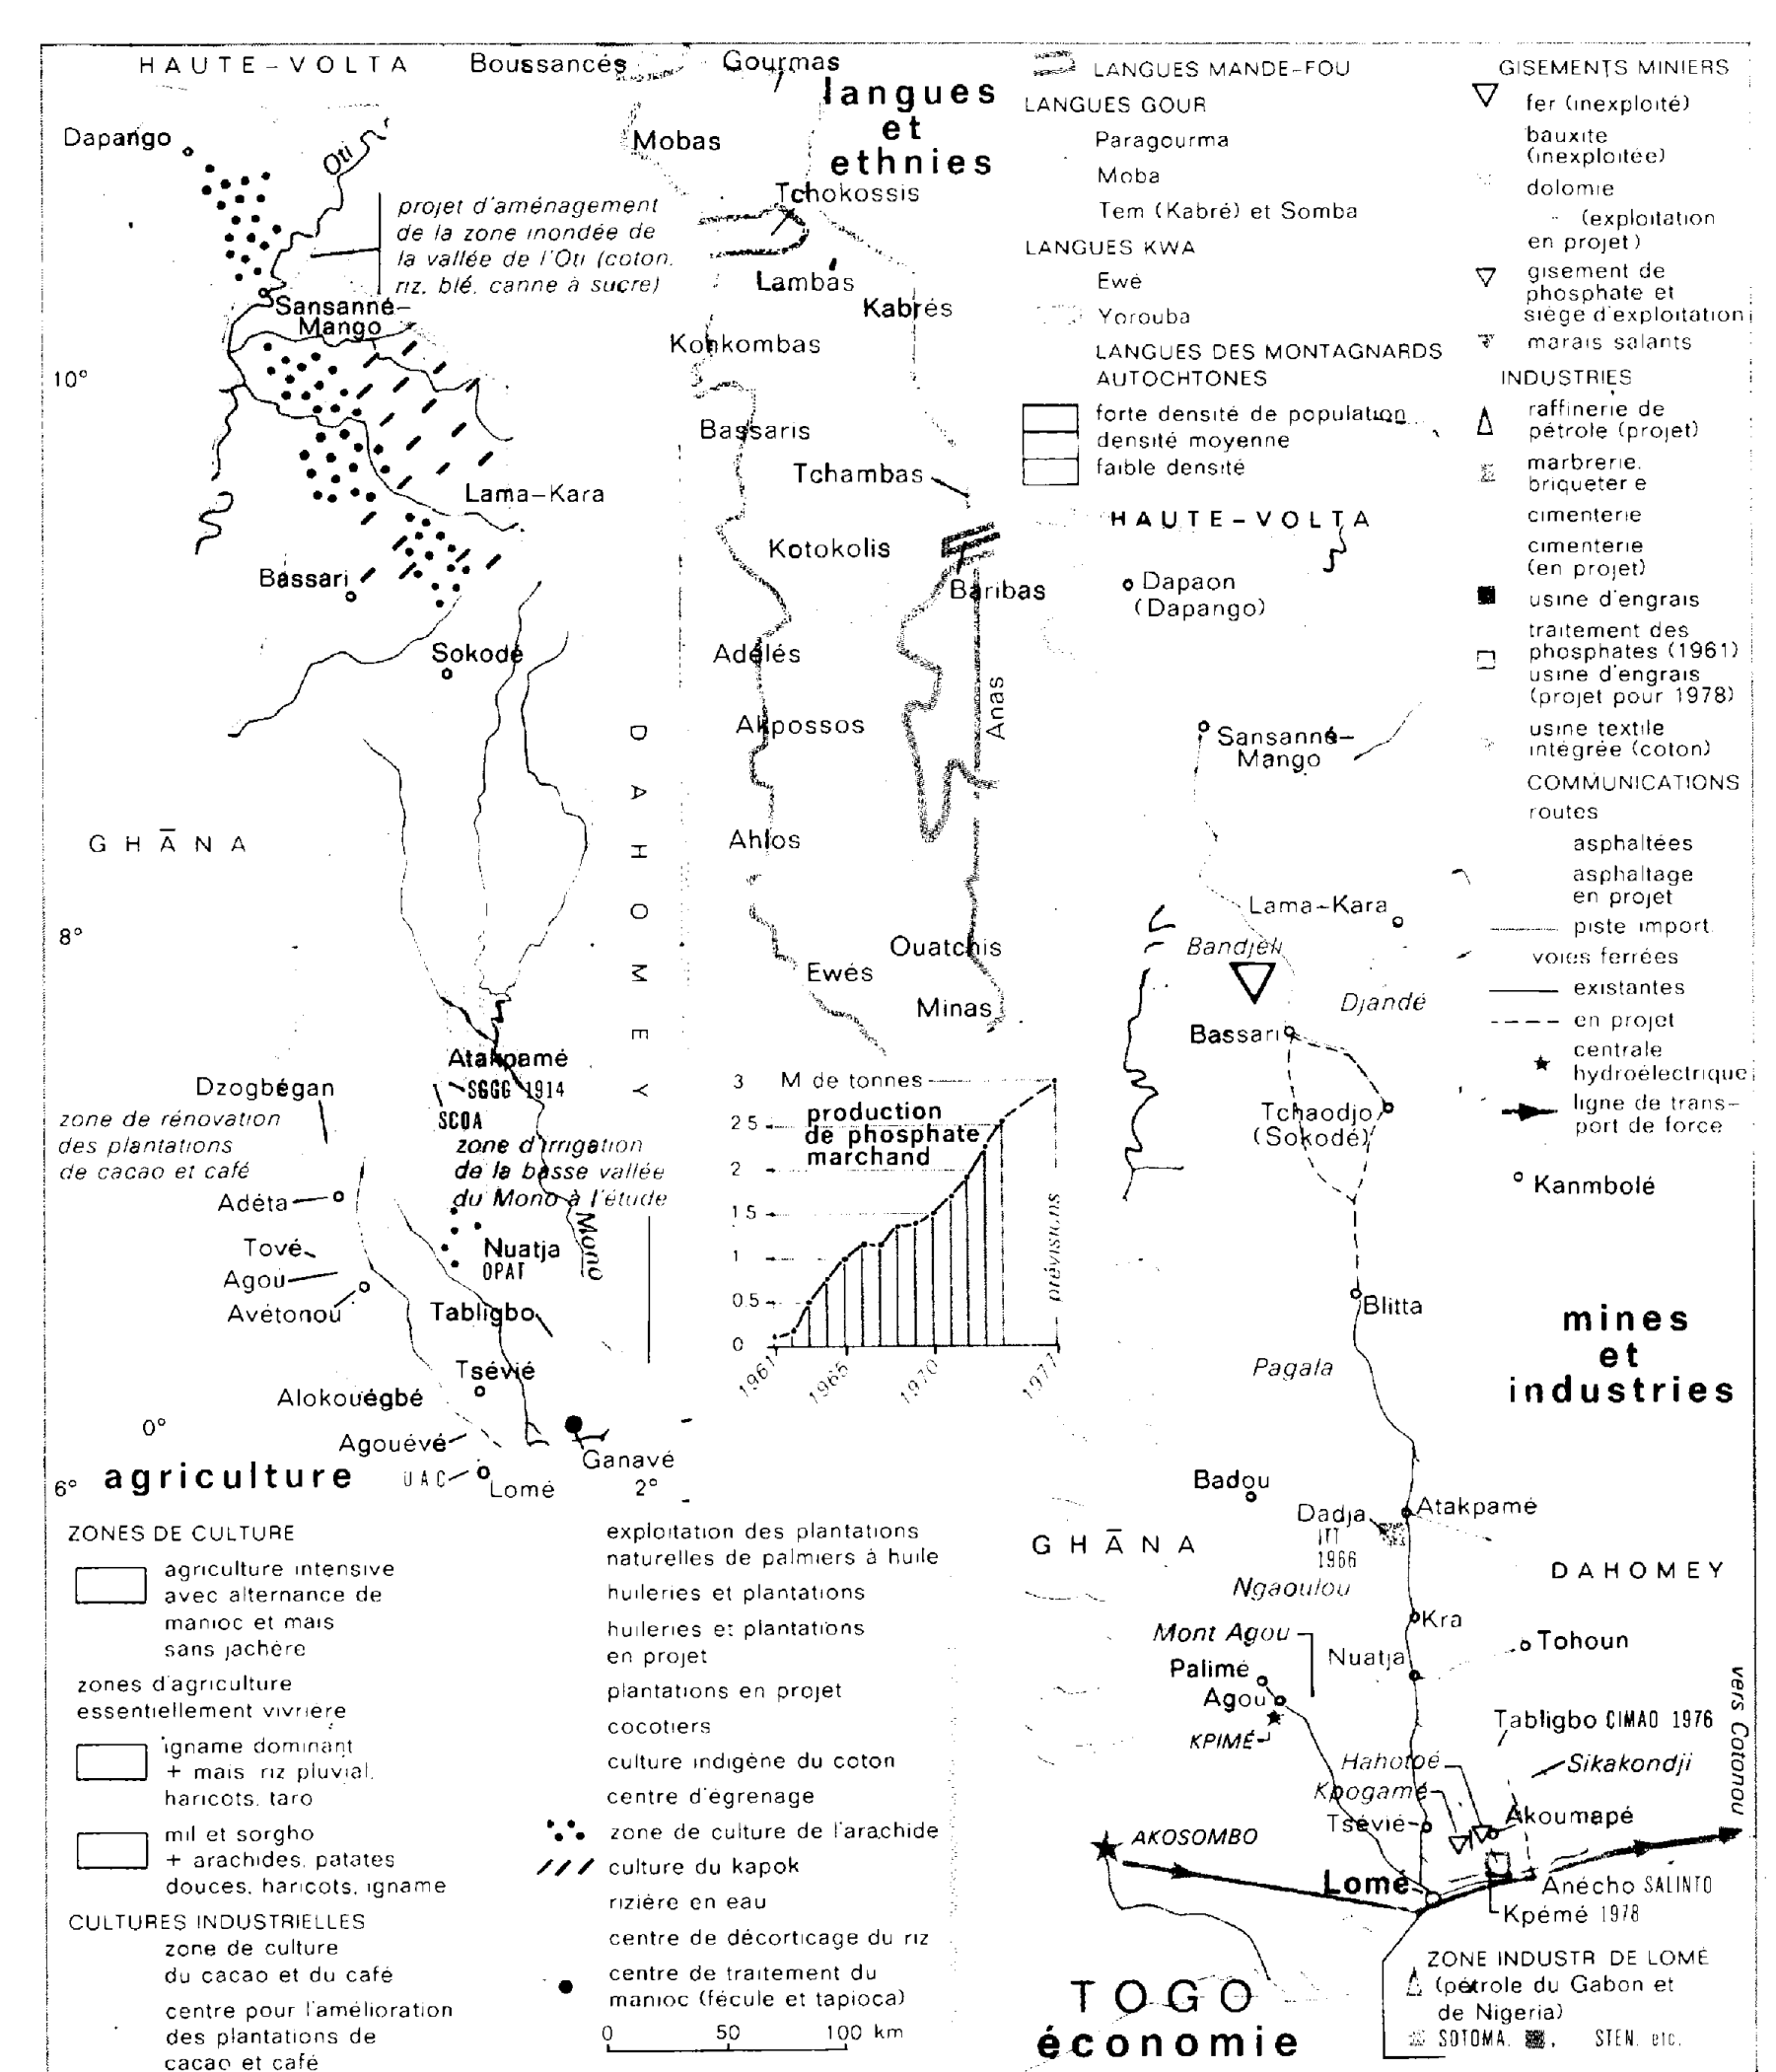 HAUTE-VOLTA
Dapango
Oti
projet d'aménagement
de la zone inondée de
la vallée de l'Oti (coton,
riz, blé, canne à sucre)
Sansanné-
Mango
10°
Lama-Kara
Bassari
Sokodé
DAHOMEY
GHĀNA
8°
Atakpamé
SGGG 1914
SCOA
Dzogbégan
zone de rénovation
des plantations
de cacao et café
zone d'irrigation
de la basse vallée
du Mono à l'étude
Adéta
Mono
Tové
Agou
Avétonou
Nuatja
OPAT
Tabligbo
Tsévié
Alokouégbé
0°
Agouévé
Ganavé
6°
agriculture
UAC
Lomé
2°
Boussancés
Gourmas
langues
et
ethnies
Mobas
Tchokossis
Lambas
Kabrés
Konkombas
Bassaris
Tchambas
Kotokolis
Baribas
Adélés
Akpossos
Anas
Ahlos
Ouatchis
Ewés
Minas
3 M de tonnes
2 5
2
1 5
1
0.5
0
production
de phosphate
marchand
prévisions
1961
1965
1970
1977
LANGUES MANDE-FOU
LANGUES GOUR
Paragourma
Moba
Tem (Kabré) et Somba
LANGUES KWA
Ewé
Yorouba
LANGUES DES MONTAGNARDS
AUTOCHTONES
forte densité de population
densité moyenne
faible densité
GISEMENTS MINIERS
fer (inexploité)
bauxite
(inexploitée)
dolomie
(exploitation
en projet)
gisement de
phosphate et
siège d'exploitation
marais salants
INDUSTRIES
raffinerie de
pétrole (projet)
marbrerie,
briqueter e
cimenterie
cimenterie
(en projet)
usine d'engrais
traitement des
phosphates (1961)
usine d'engrais
(projet pour 1978)
usine textile
intégrée (coton)
COMMUNICATIONS
routes
asphaltées
asphaltage
en projet
piste import.
voies ferrées
existantes
en projet
centrale
hydroélectrique
ligne de trans-
port de force
HAUTE-VOLTA
Dapaon
(Dapango)
Sansanné-
Mango
Lama-Kara
Bandjéli
Djandé
Bassari
Tchaodjo
(Sokodé)
Kanmbolé
Blitta
mines
et
industries
Pagala
Badou
Dadja
ITT
1966
Atakpamé
GHĀNA
DAHOMEY
Ngaoulou
Kra
Mont Agou
Tohoun
Nuatja
Palimé
Agou
KPIMÉ
vers Cotonou
Tabligbo CIMAO 1976
Hahotoé
Sikakondji
Kpogamé
Tsévié
Akoumapé
AKOSOMBO
Lomé
Anécho SALINTO
Kpémé 1978
ZONE INDUSTR DE LOMÉ
(pétrole du Gabon et
de Nigeria)
SOTOMA, STEN, etc.
TOGO
économie
ZONES DE CULTURE
agriculture intensive
avec alternance de
manioc et mais
sans jachère
zones d'agriculture
essentiellement vivrière
igname dominant
+ mais riz pluvial,
haricots, taro
mil et sorgho
+ arachides, patates
douces, haricots, igname
CULTURES INDUSTRIELLES
zone de culture
du cacao et du café
centre pour l'amélioration
des plantations de
cacao et café
exploitation des plantations
naturelles de palmiers à huile
huileries et plantations
huileries et plantations
en projet
plantations en projet
cocotiers
culture indigène du coton
centre d'égrenage
zone de culture de l'arachide
culture du kapok
rizière en eau
centre de décorticage du riz
centre de traitement du
manioc (fécule et tapioca)
0 50 100 km